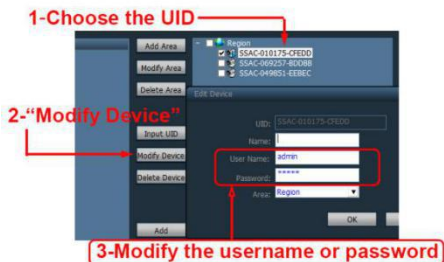 1-Choose the UID
Add Area
Region
SSAC-010175-CFEDD
Modify Area
SSAC-069257-BDDBB
SSAC-049851-EEBEC
Delete Area
Edit Device
2-“Modify Device”
UID: SSAC-010175-CFEDD
Input UID
Name:
Modify Device
User Name: admin
Delete Device
Password: *****
Area: Region
OK
Add
3-Modify the username or password